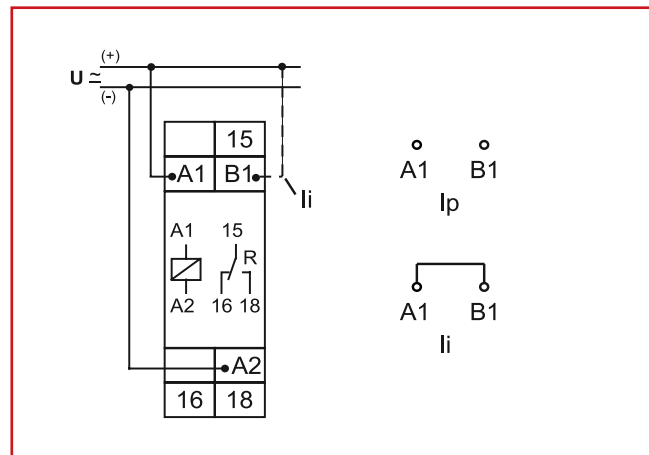 (+)
U ≃
(-)
15
A1 B1
Ii
A1 15
R
A2 16 18
A2
16 18
A1 B1
Ip
A1 B1
Ii